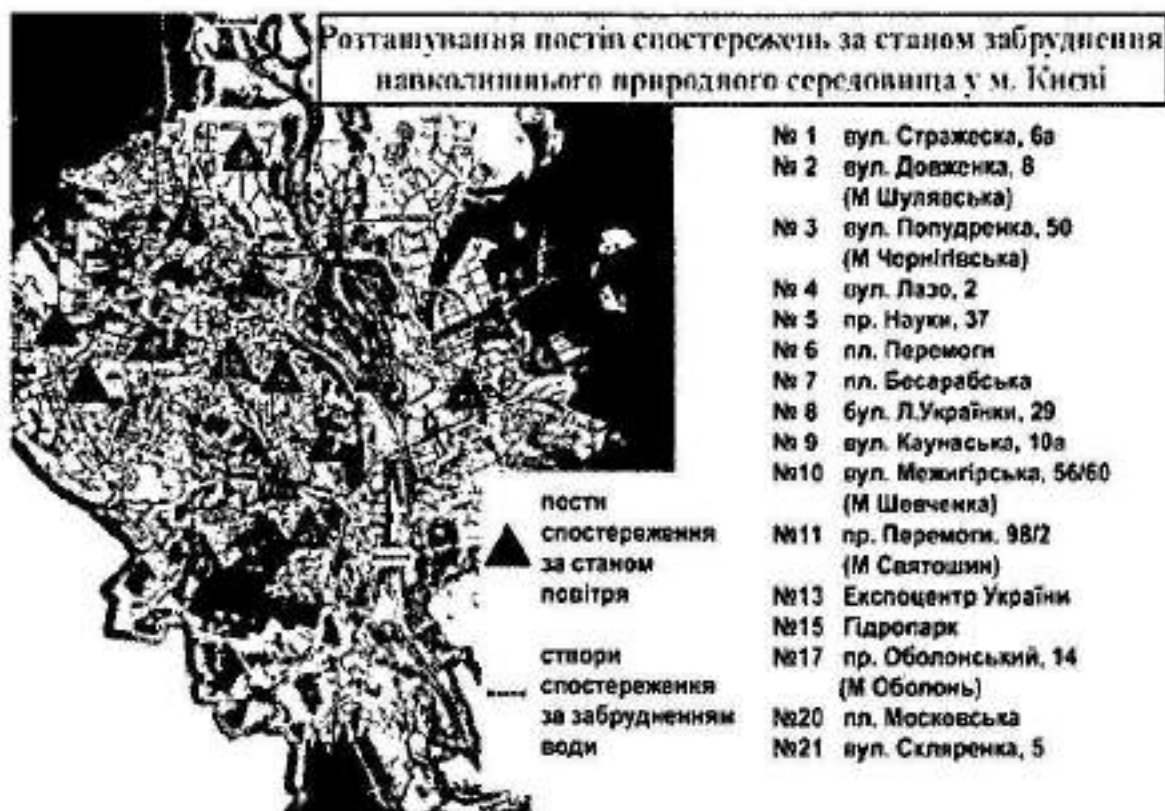 Розташування постів спостережень за станом забруднення
навколишнього природного середовища у м. Києві
№ 1 вул. Стражеска, 6а
№ 2 вул. Довженка, 8
(М Шулявська)
№ 3 вул. Попудренка, 50
(М Чернігівська)
№ 4 вул. Лазо, 2
№ 5 пр. Науки, 37
№ 6 пл. Перемоги
№ 7 пл. Бесарабська
№ 8 бул. Л.Українки, 29
№ 9 вул. Каунаська, 10а
№10 вул. Межигірська, 56/60
(М Шевченка)
№11 пр. Перемоги, 98/2
(М Святошин)
№13 Експоцентр України
№15 Гідропарк
№17 пр. Оболонський, 14
(М Оболонь)
№20 пл. Московська
№21 вул. Скляренка, 5
пости
спостереження
за станом
повітря
створи
спостереження
за забрудненням
води